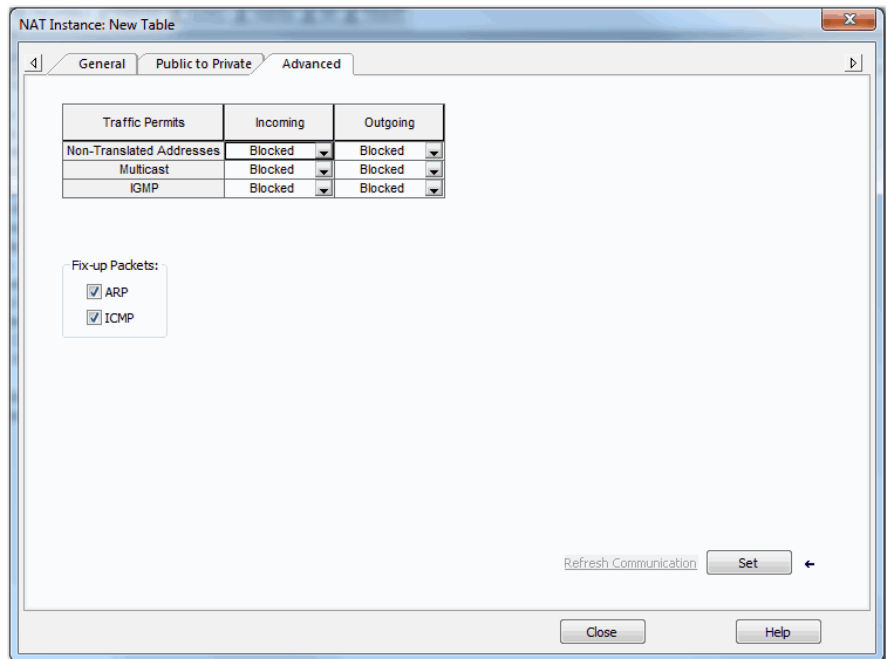 NAT Instance: New Table
General Public to Private Advanced
Traffic Permits Incoming Outgoing
Non-Translated Addresses Blocked Blocked
Multicast Blocked Blocked
IGMP Blocked Blocked
Fix-up Packets:
ARP
ICMP
Refresh Communication Set
Close Help